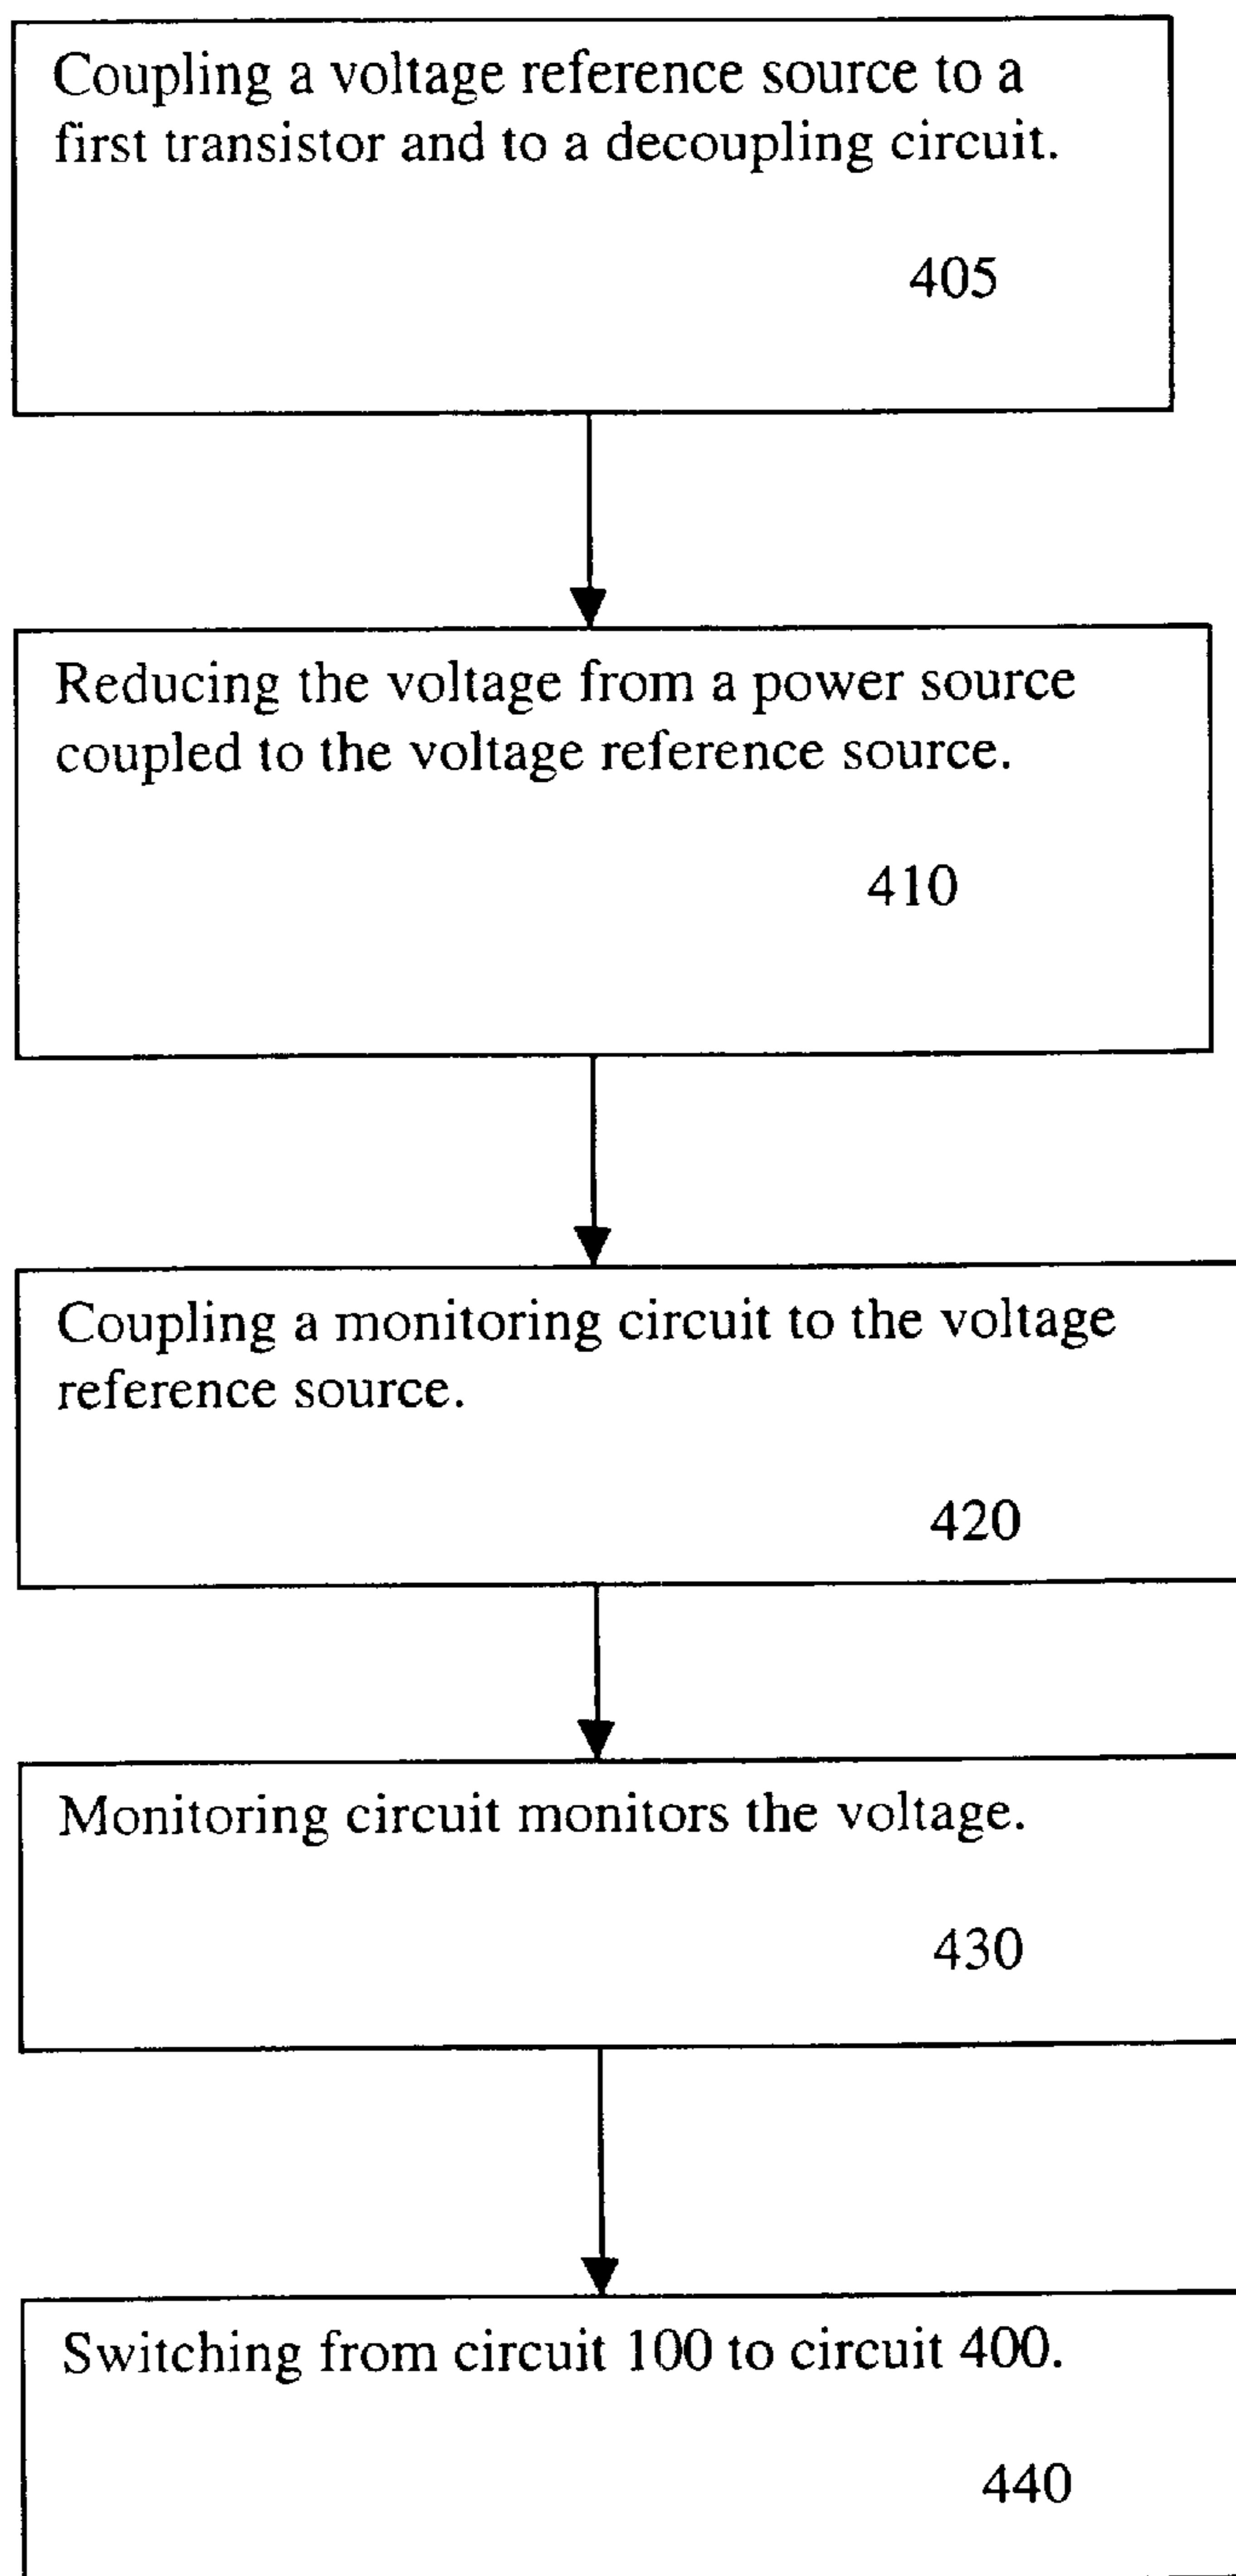 Coupling a voltage reference source to a
first transistor and to a decoupling circuit.
405
Reducing the voltage from a power source
coupled to the voltage reference source.
410
Coupling a monitoring circuit to the voltage
reference source.
420
Monitoring circuit monitors the voltage.
430
Switching from circuit 100 to circuit 400.
440